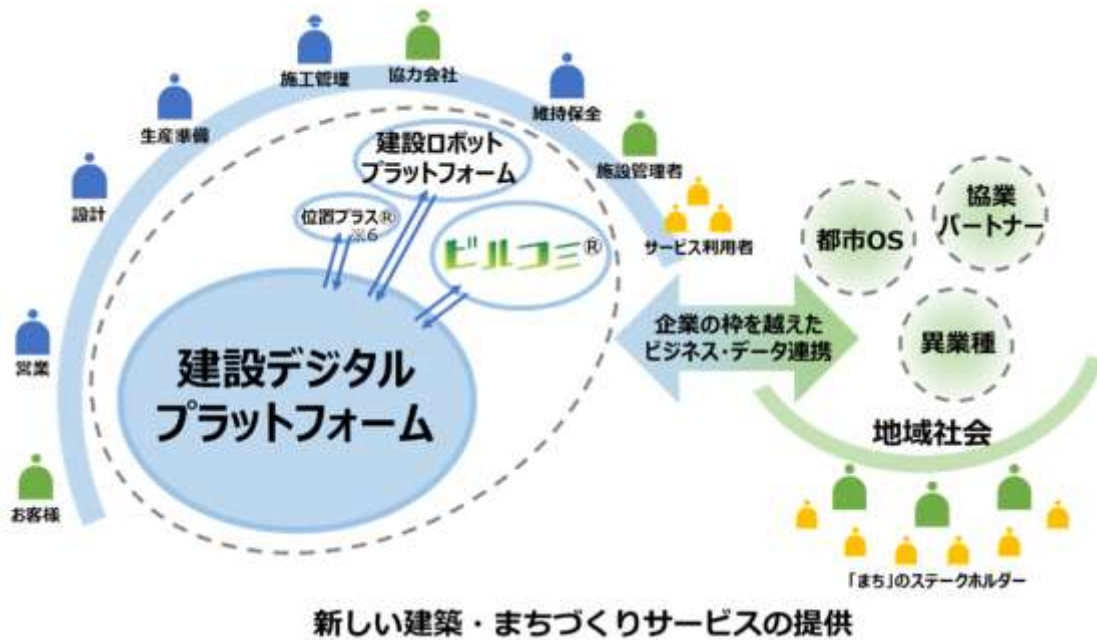 施工管理
協力会社
維持保全
生産準備
施設管理者
設計
サービス利用者
営業
お客様
建設ロボット
プラットフォーム
位置プラス®
※6
ビルコミ®
建設デジタル
プラットフォーム
企業の枠を越えた
ビジネス・データ連携
都市OS
協業
パートナー
異業種
地域社会
「まち」のステークホルダー
新しい建築・まちづくりサービスの提供